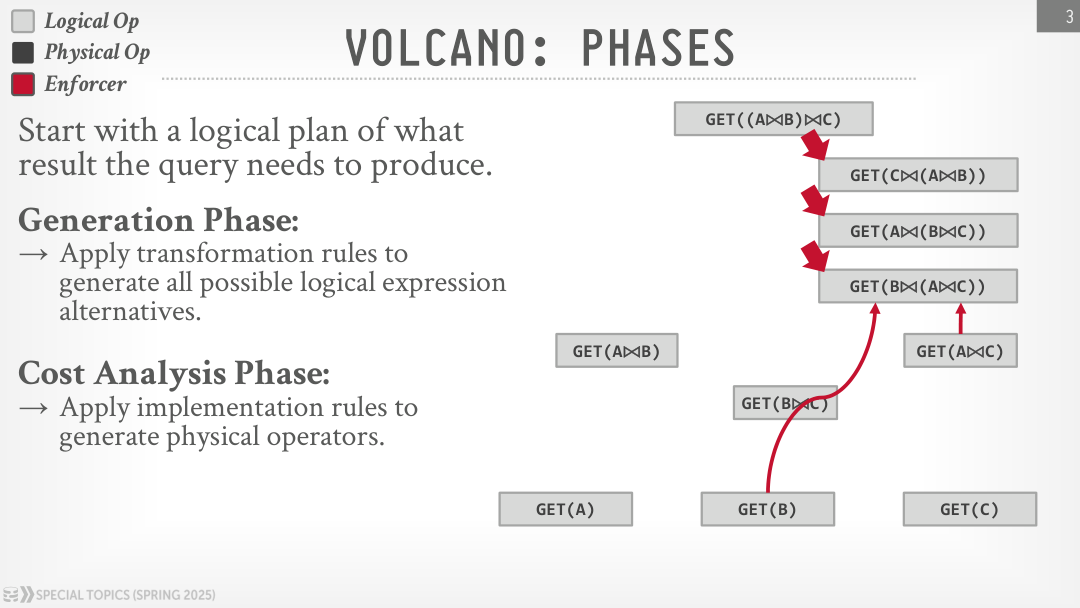 Logical Op
Physical Op
Enforcer
VOLCANO: PHASES
3
Start with a logical plan of what
result the query needs to produce.
Generation Phase:
→ Apply transformation rules to
generate all possible logical expression
alternatives.
Cost Analysis Phase:
→ Apply implementation rules to
generate physical operators.
GET((A⋈B)⋈C)
GET(C⋈(A⋈B))
GET(A⋈(B⋈C))
GET(B⋈(A⋈C))
GET(A⋈B)
GET(A⋈C)
GET(B⋈C)
GET(A)
GET(B)
GET(C)
SPECIAL TOPICS (SPRING 2025)